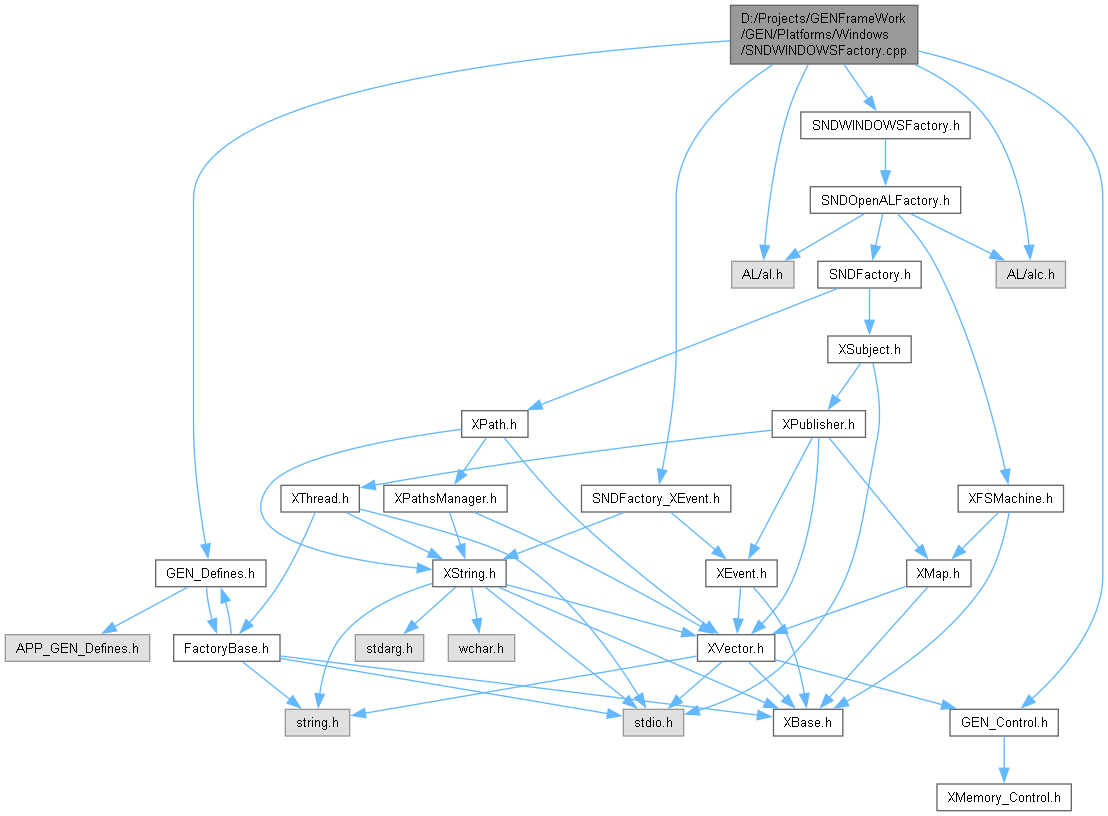 D:/Projects/GENFrameWork
/GEN/Platforms/Windows
/SNDWINDOWSFactory.cpp
SNDWINDOWSFactory.h
SNDOpenALFactory.h
AL/al.h
SNDFactory.h
AL/alc.h
XSubject.h
XPath.h
XPublisher.h
XThread.h
XPathsManager.h
SNDFactory_XEvent.h
XFSMachine.h
GEN_Defines.h
XString.h
XEvent.h
XMap.h
APP_GEN_Defines.h
FactoryBase.h
stdarg.h
wchar.h
XVector.h
string.h
stdio.h
XBase.h
GEN_Control.h
XMemory_Control.h